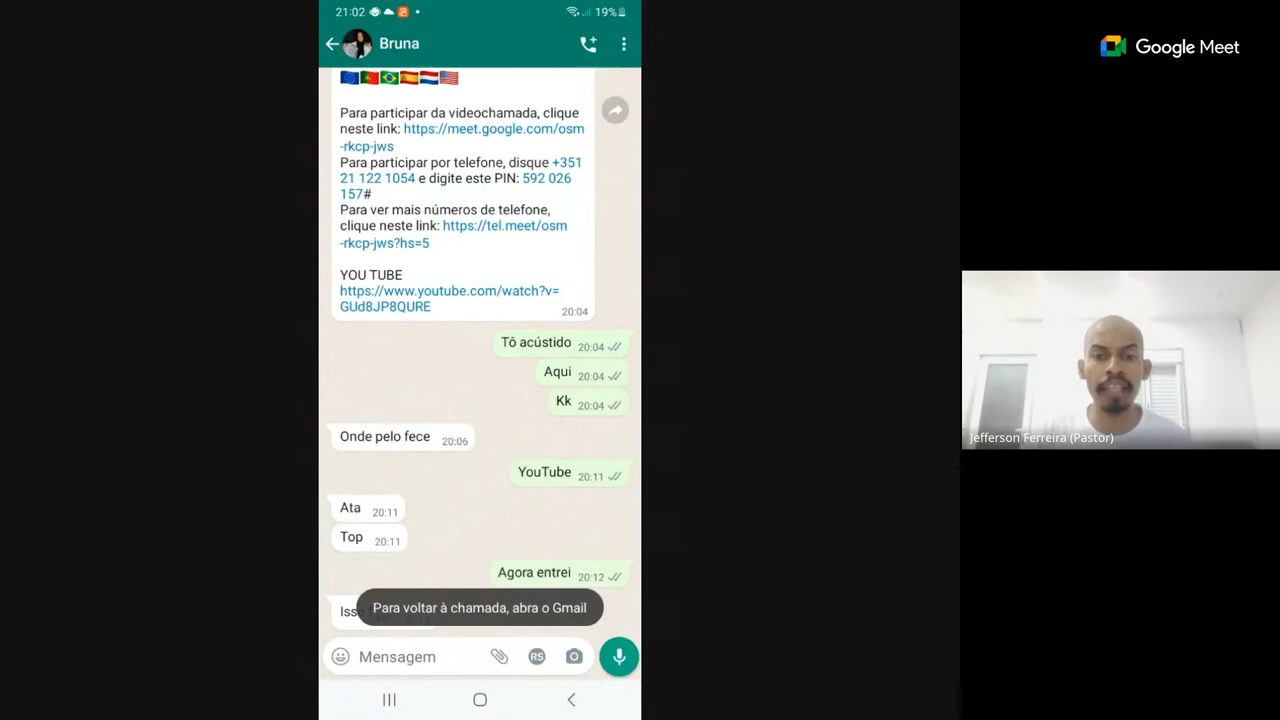 21:02
19%
Bruna
Para participar da videochamada, clique
neste link: https://meet.google.com/osm
-rkcp-jws
Para participar por telefone, disque +351
21 122 1054 e digite este PIN: 592 026
157#
Para ver mais números de telefone,
clique neste link: https://tel.meet/osm
-rkcp-jws?hs=5
YOU TUBE
https://www.youtube.com/watch?v=
GUd8JP8QURE
20:04
Tô acústido 20:04
Aqui 20:04
Kk 20:04
Onde pelo fece 20:06
YouTube 20:11
Ata 20:11
Top 20:11
Agora entrei 20:12
Para voltar à chamada, abra o Gmail
Mensagem
RS
Google Meet
Jefferson Ferreira (Pastor)